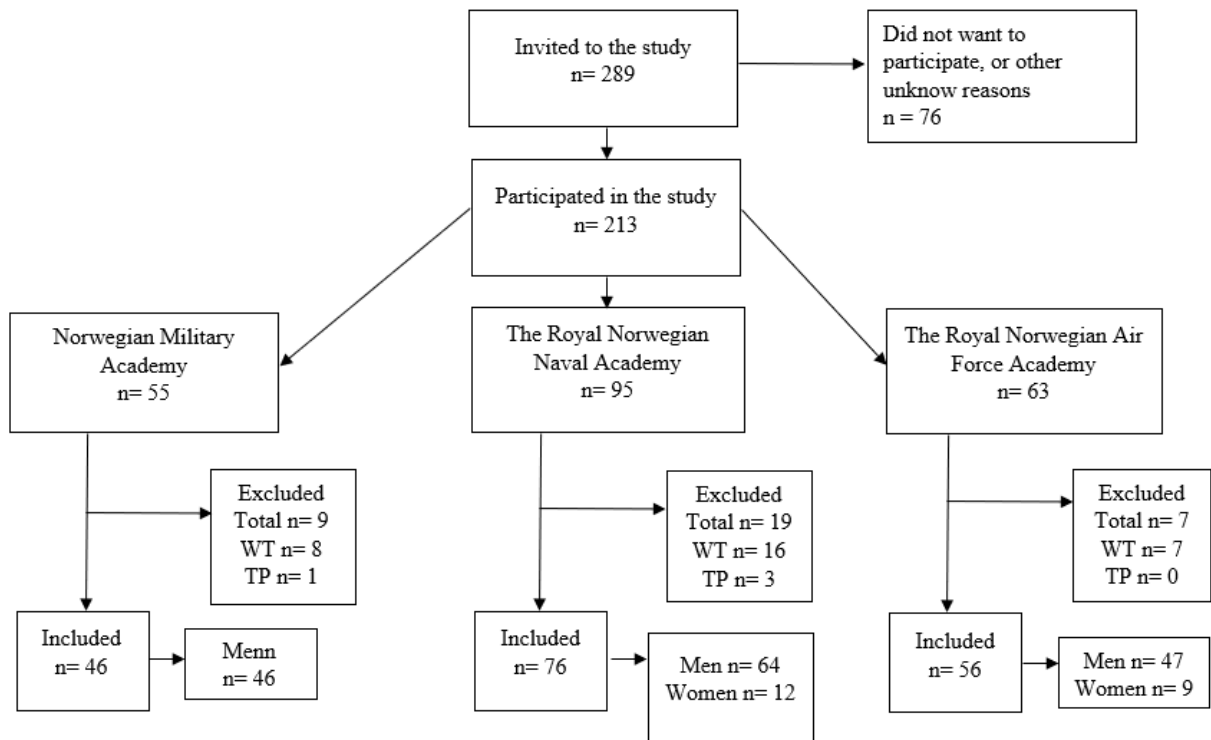 Invited to the study
n= 289
Did not want to
participate, or other
unknow reasons
n = 76
Participated in the study
n= 213
Norwegian Military
Academy
n= 55
The Royal Norwegian
Naval Academy
n= 95
The Royal Norwegian Air
Force Academy
n= 63
Excluded
Total n= 9
WT n= 8
TP n= 1
Excluded
Total n= 19
WT n= 16
TP n= 3
Excluded
Total n= 7
WT n= 7
TP n= 0
Included
n= 46
Menn
n= 46
Included
n= 76
Men n= 64
Women n= 12
Included
n= 56
Men n= 47
Women n= 9